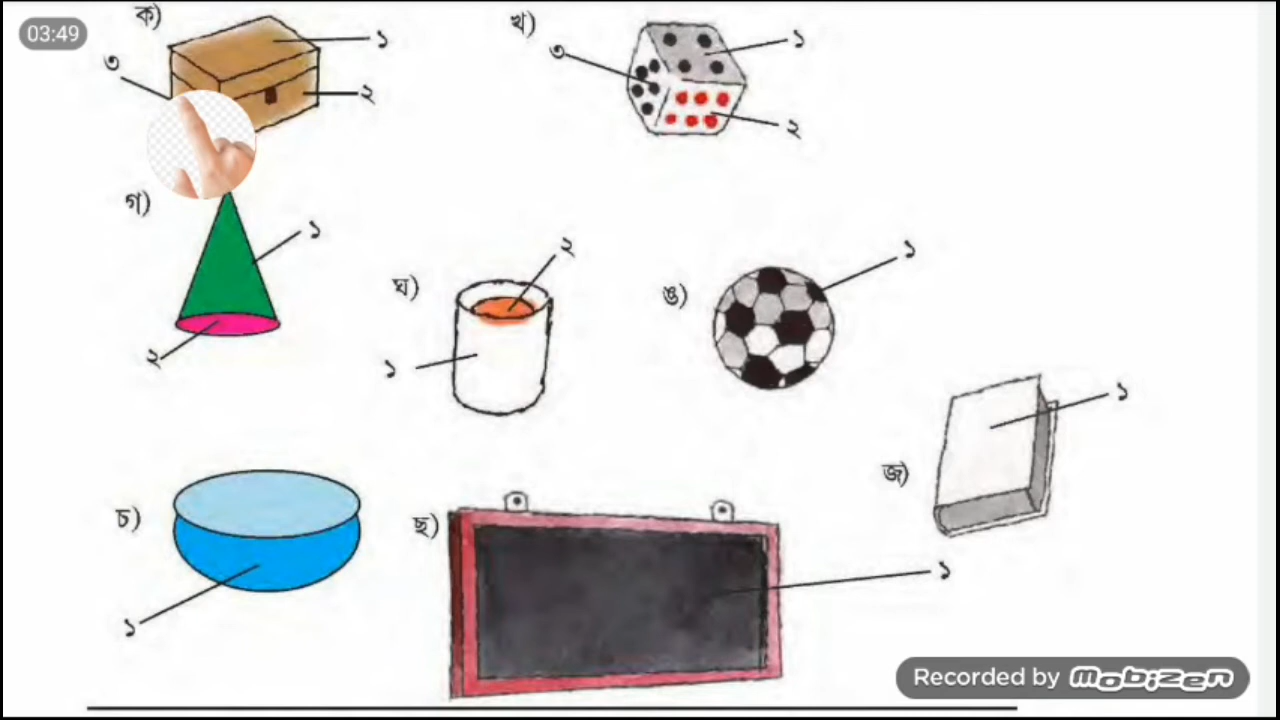 03:49
ক)
১
৩
২
খ)
৩
১
২
গ)
১
২
ঘ)
২
১
ঙ)
১
জ)
১
চ)
১
ছ)
১
Recorded by mobizen